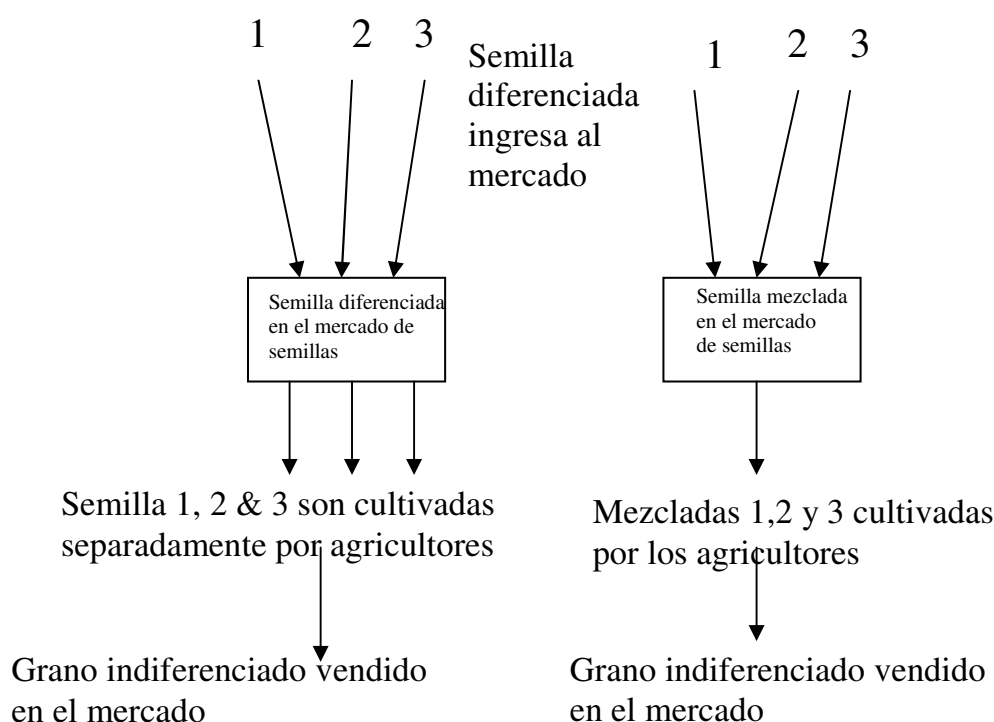 1 2 3
Semilla
diferenciada
ingresa al
mercado
1 2 3
Semilla diferenciada
en el mercado de
semillas
Semilla mezclada
en el mercado
de semillas
Semilla 1, 2 & 3 son cultivadas
separadamente por agricultores
Mezcladas 1,2 y 3 cultivadas
por los agricultores
Grano indiferenciado vendido
en el mercado
Grano indiferenciado vendido
en el mercado